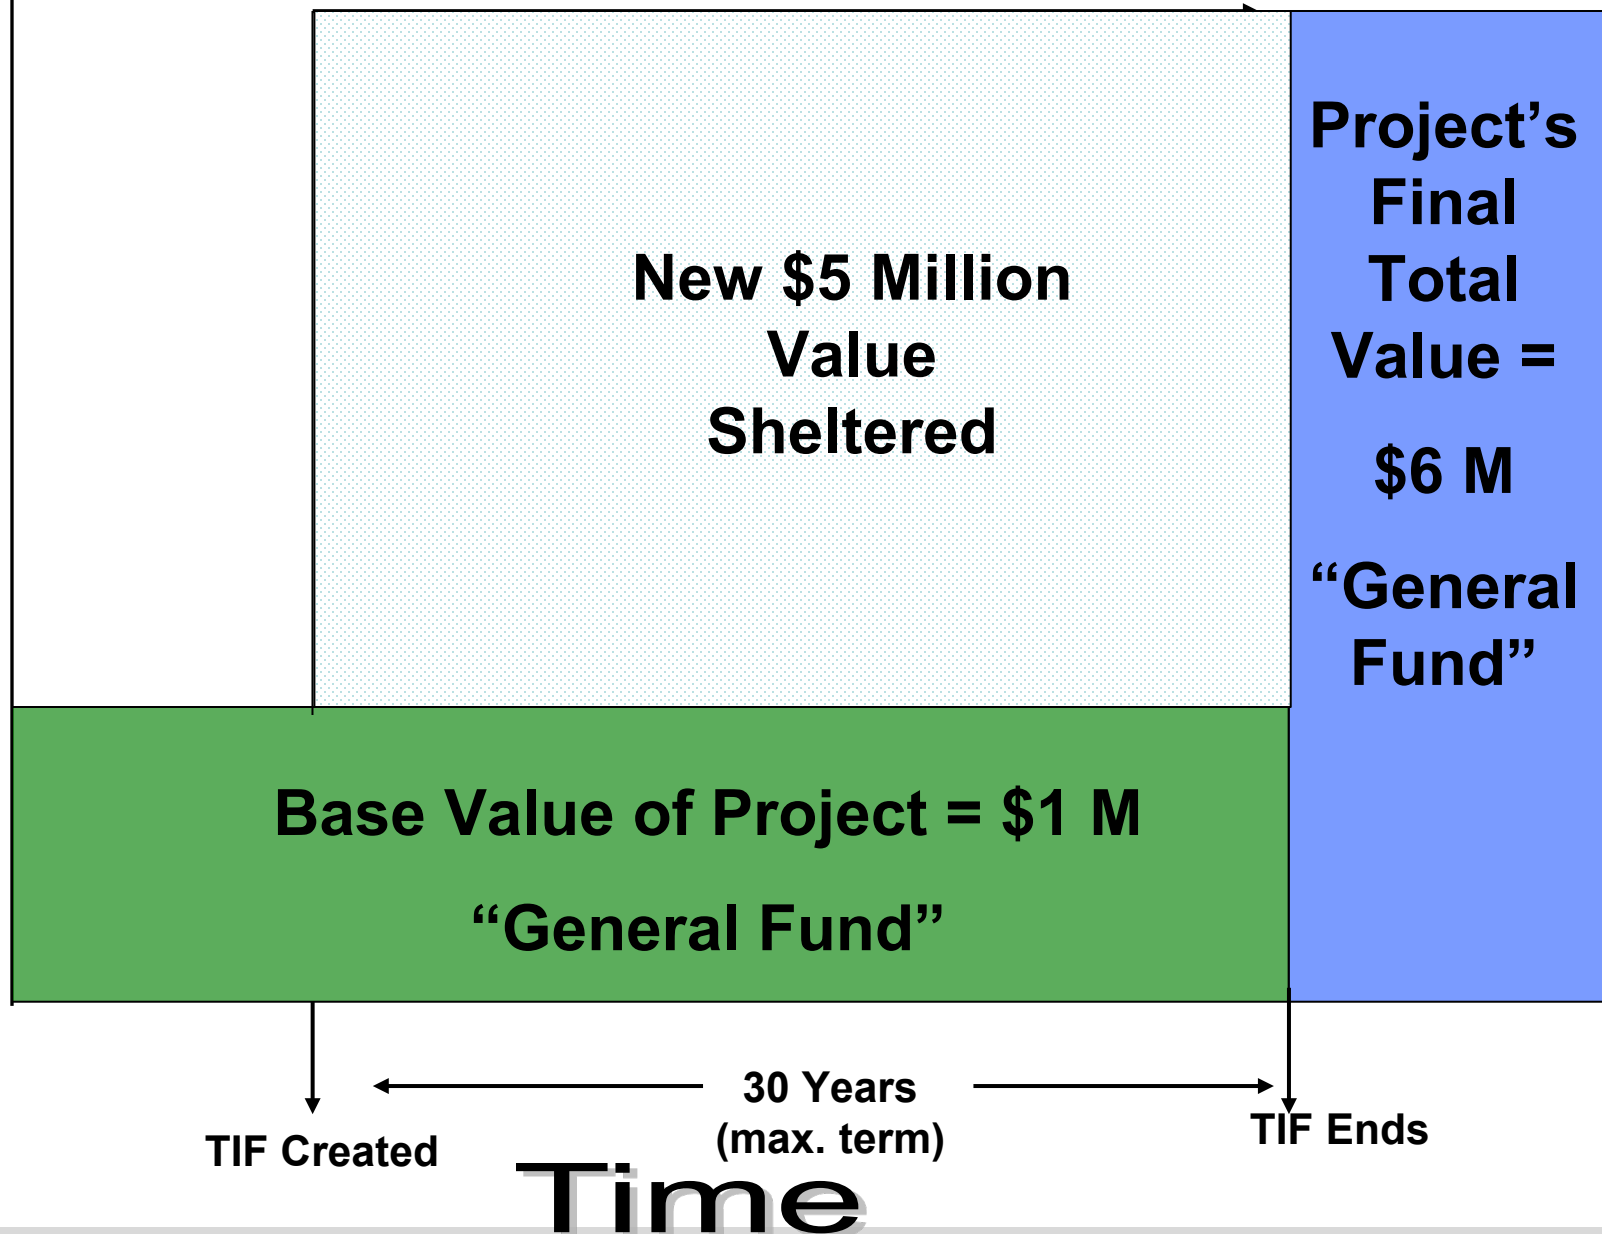 New $5 Million
Value
Sheltered
Project’s
Final
Total
Value =
$6 M
“General
Fund”
Base Value of Project = $1 M
“General Fund”
30 Years
(max. term)
TIF Created
TIF Ends
Time